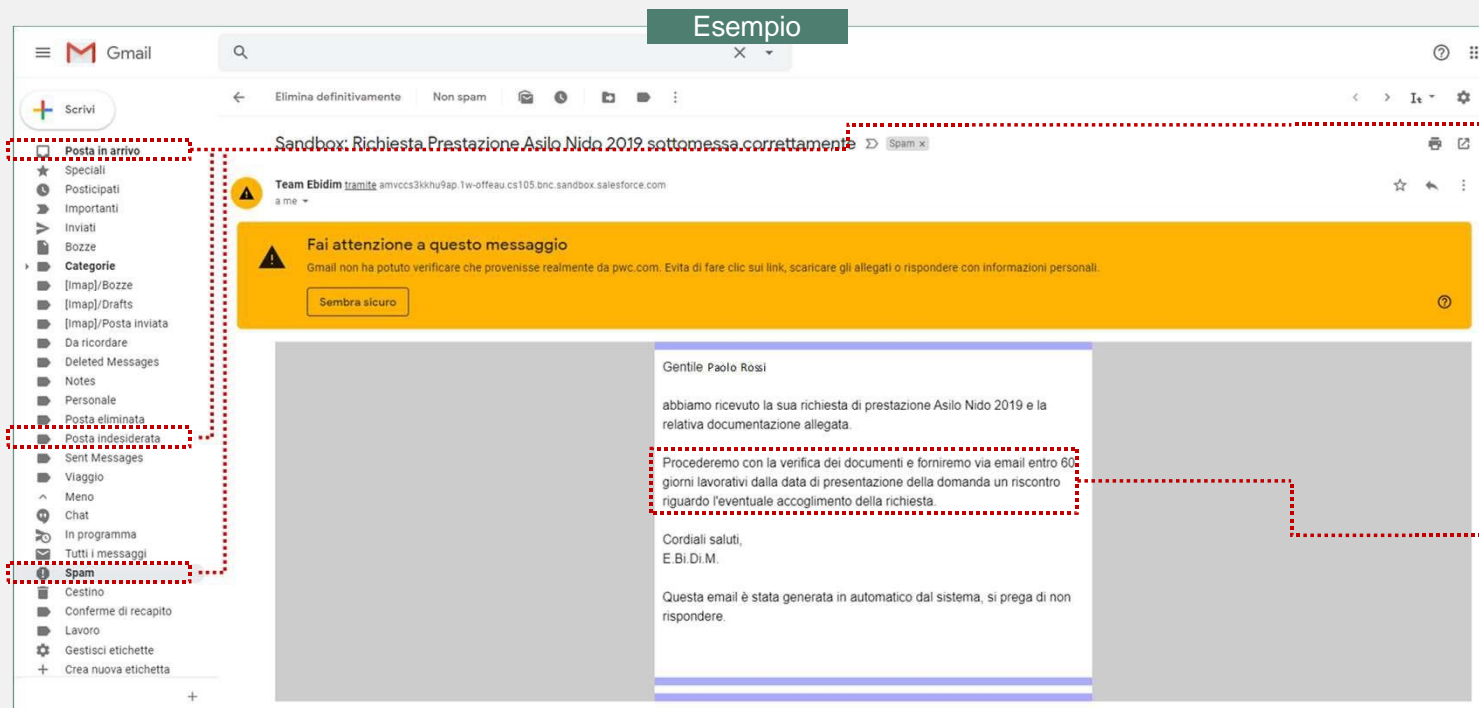 Esempio
Gmail
Scrivi
Posta in arrivo
Speciali
Posticipati
Importanti
Inviati
Bozze
Categorie
[Imap]/Bozze
[Imap]/Drafts
[Imap]/Posta inviata
Da ricordare
Deleted Messages
Notes
Personale
Posta eliminata
Posta indesiderata
Sent Messages
Viaggio
Meno
Chat
In programma
Tutti i messaggi
Spam
Cestino
Conferme di recapito
Lavoro
Gestisci etichette
Crea nuova etichetta
Elimina definitivamente Non spam
Sandbox: Richiesta Prestazione Asilo Nido 2019 sottomessa correttamente Spam x
Team Ebidim tramite amvccs3kkhu9ap.1w-offeau.cs105.bnc.sandbox.salesforce.com
a me
Fai attenzione a questo messaggio
Gmail non ha potuto verificare che provenisse realmente da pwc.com. Evita di fare clic sui link, scaricare gli allegati o rispondere con informazioni personali.
Sembra sicuro
Gentile Paolo Rossi
abbiamo ricevuto la sua richiesta di prestazione Asilo Nido 2019 e la
relativa documentazione allegata.
Procederemo con la verifica dei documenti e forniremo via email entro 60
giorni lavorativi dalla data di presentazione della domanda un riscontro
riguardo l'eventuale accoglimento della richiesta.
Cordiali saluti,
E.Bi.Di.M.
Questa email è stata generata in automatico dal sistema, si prega di non
rispondere.